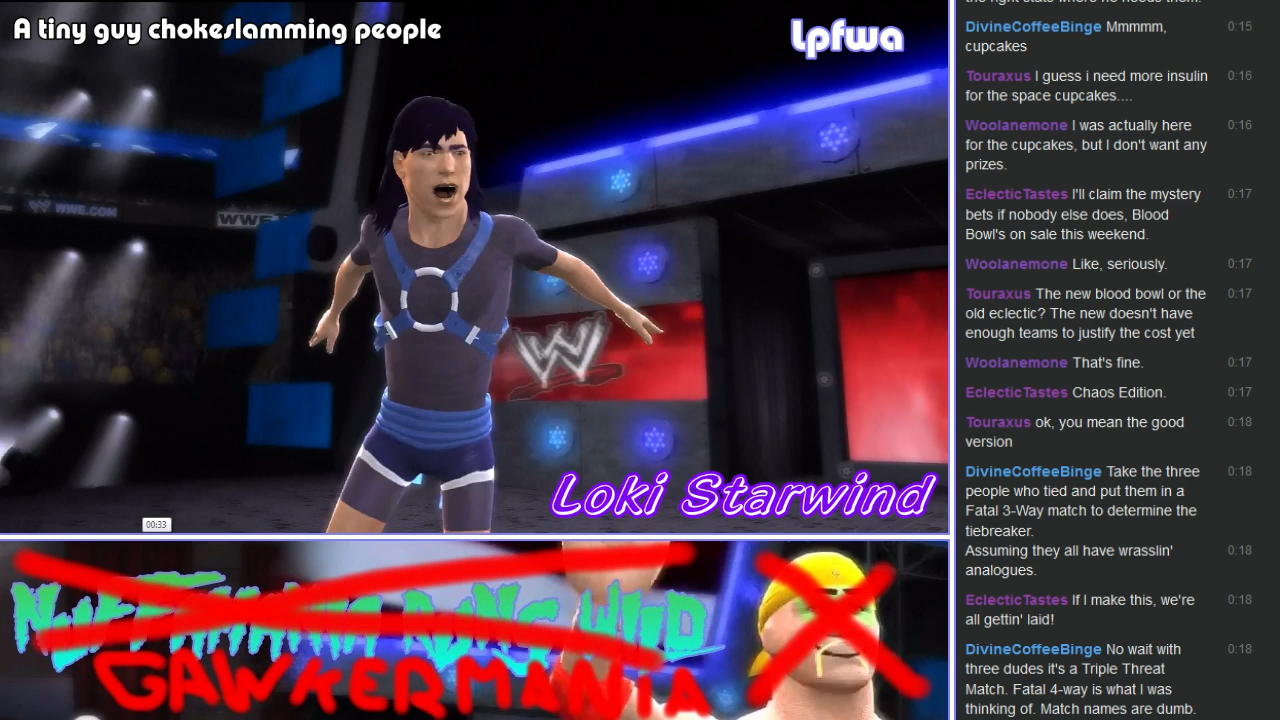 A tiny guy chokeslamming people
Lpfwa
WWE.COM
WWE
W
Loki Starwind
00:33
RUNS WILD
GAWKERMANIA
DivineCoffeeBinge Mmmmm, 0:15
cupcakes
Touraxus I guess i need more insulin 0:16
for the space cupcakes....
Woolanemone I was actually here 0:16
for the cupcakes, but I don't want any
prizes.
EclecticTastes I'll claim the mystery 0:17
bets if nobody else does, Blood
Bowl's on sale this weekend.
Woolanemone Like, seriously. 0:17
Touraxus The new blood bowl or the 0:17
old eclectic? The new doesn't have
enough teams to justify the cost yet
Woolanemone That's fine. 0:17
EclecticTastes Chaos Edition. 0:17
Touraxus ok, you mean the good 0:18
version
DivineCoffeeBinge Take the three 0:18
people who tied and put them in a
Fatal 3-Way match to determine the
tiebreaker.
Assuming they all have wrasslin' 0:18
analogues.
EclecticTastes If I make this, we're 0:18
all gettin' laid!
DivineCoffeeBinge No wait with 0:18
three dudes it's a Triple Threat
Match. Fatal 4-way is what I was
thinking of. Match names are dumb.